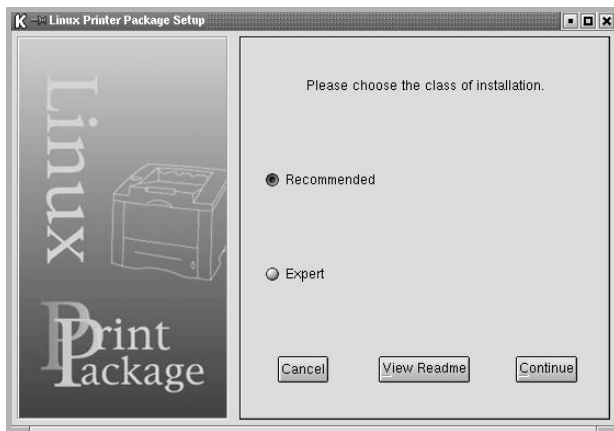 Linux Printer Package Setup
Linux
Print
Package
Please choose the class of installation.
Recommended
Expert
Cancel
View Readme
Continue